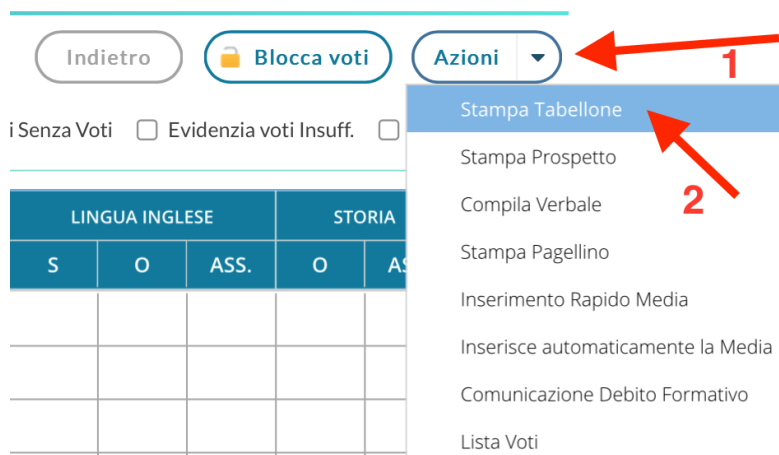 Indietro
Blocca voti
Azioni
1
i Senza Voti
Evidenzia voti Insuff.
Stampa Tabellone
Stampa Prospetto
2
Compila Verbale
Stampa Pagellino
Inserimento Rapido Media
Inserisce automaticamente la Media
Comunicazione Debito Formativo
Lista Voti
LINGUA INGLESE
STORIA
S
O
ASS.
O